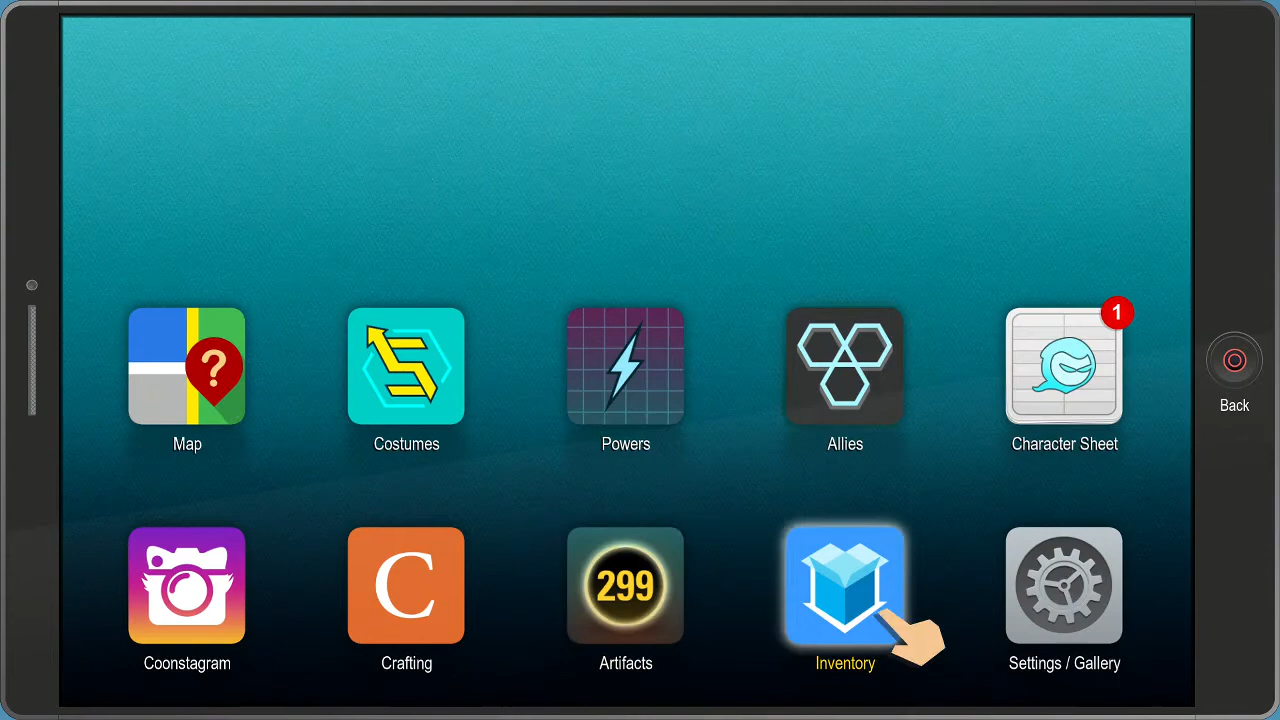 ?
1
Map
Costumes
Powers
Allies
Character Sheet
Back
C
299
Coonstagram
Crafting
Artifacts
Inventory
Settings / Gallery